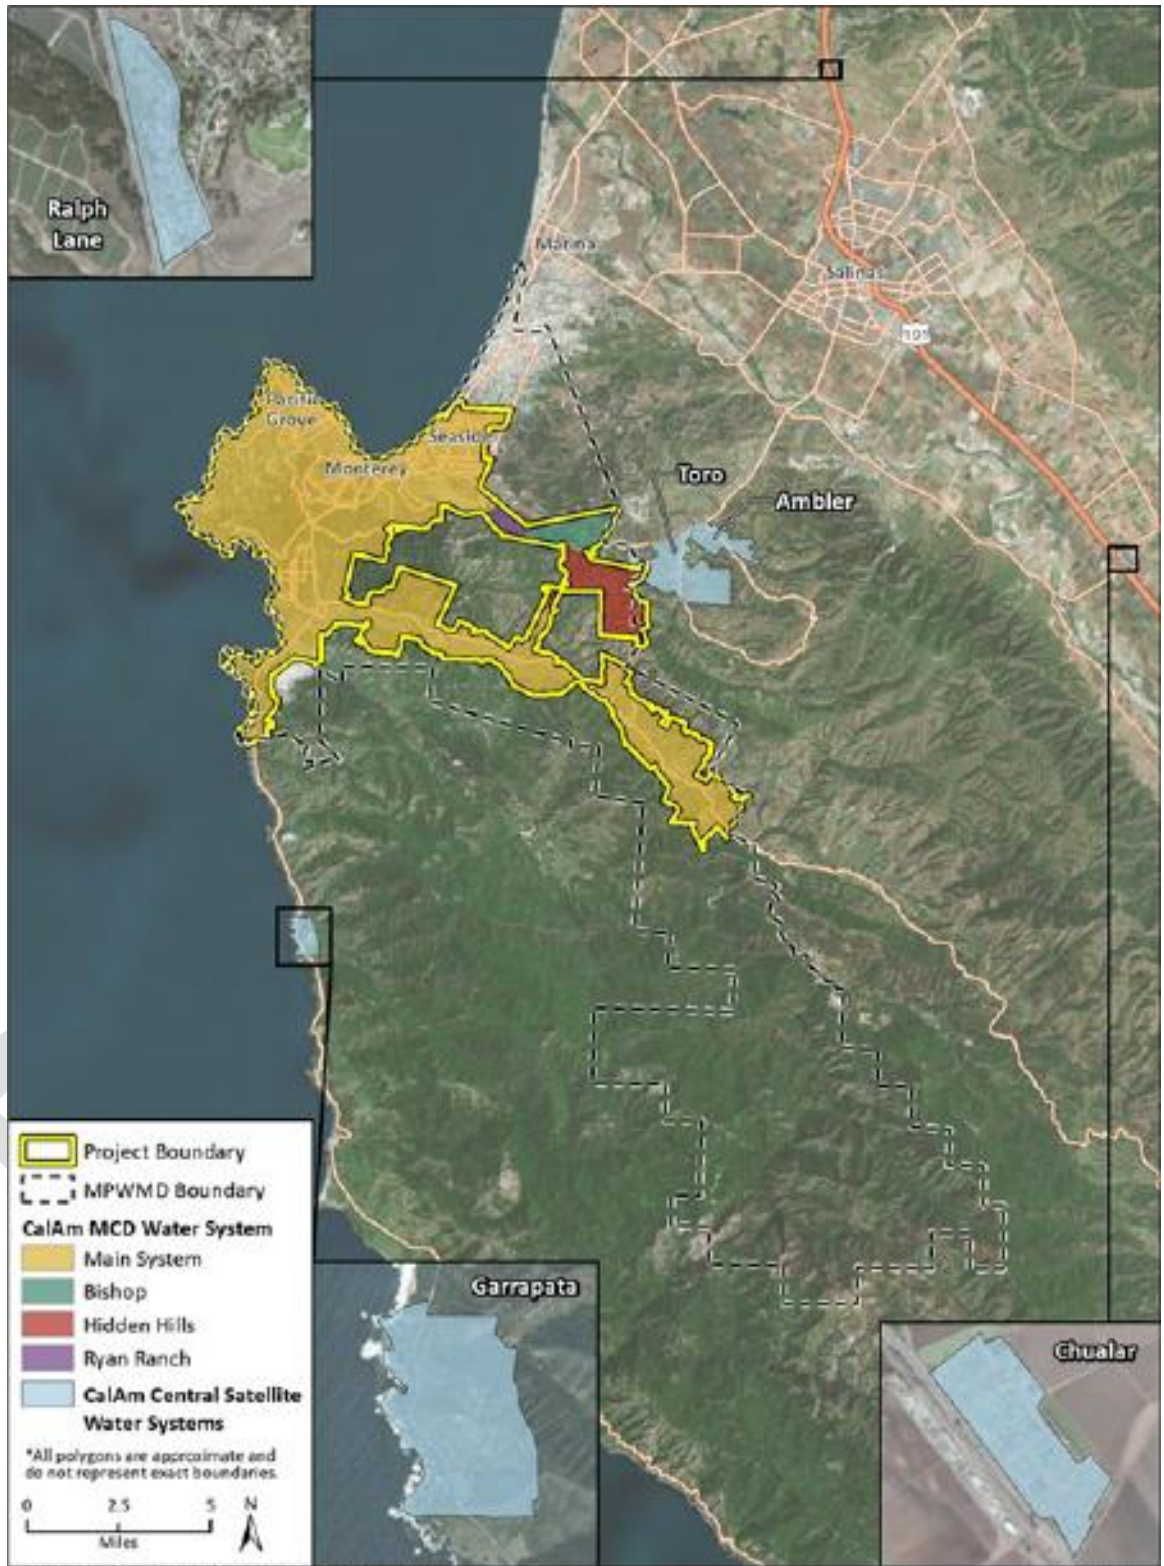 Ralph
Lane
Marina
Salinas
101
Pacific
Grove
Seaside
Monterey
Toro
Ambler
Project Boundary
MPWMD Boundary
CalAm MCD Water System
Main System
Bishop
Hidden Hills
Ryan Ranch
CalAm Central Satellite
Water Systems
*All polygons are approximate and
do not represent exact boundaries.
0 2.5 5
Miles
N
Garrapata
Chualar